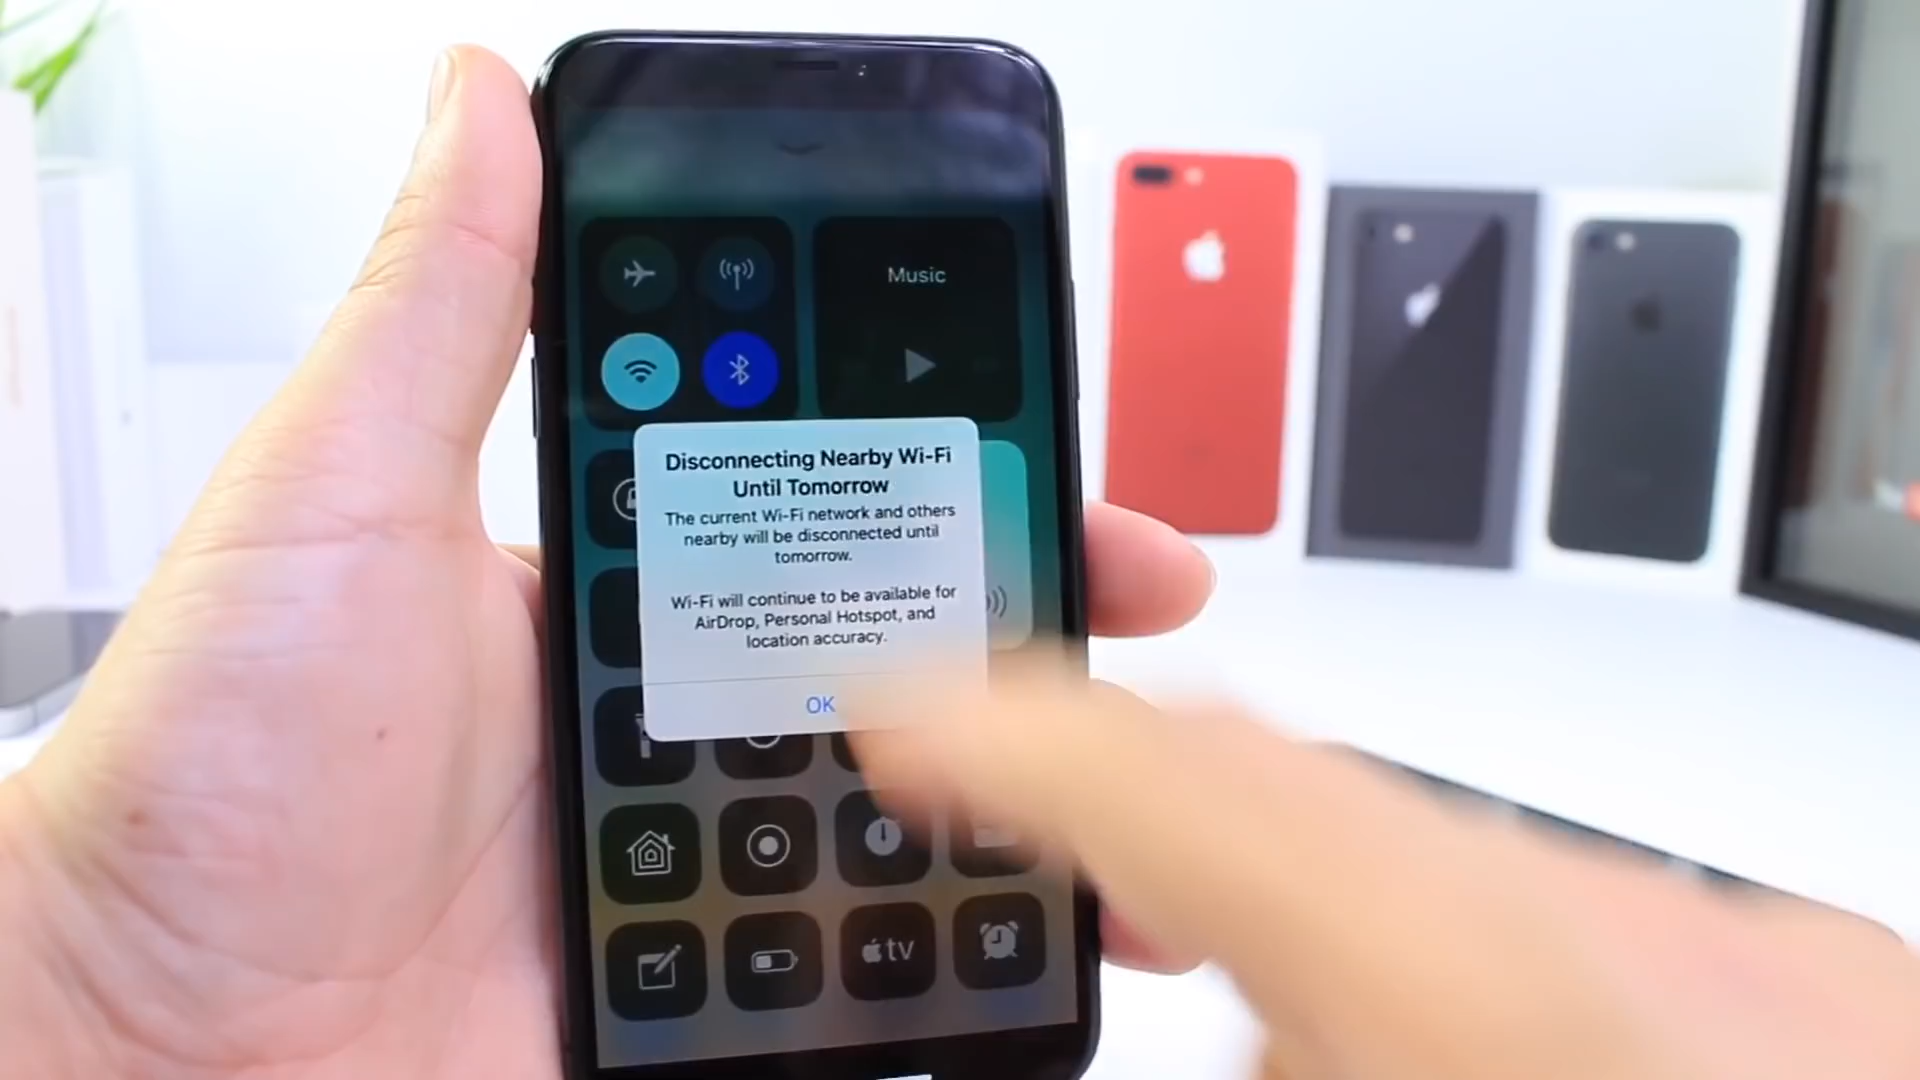 Music
Disconnecting Nearby Wi-Fi
Until Tomorrow
The current Wi-Fi network and others
nearby will be disconnected until
tomorrow.
Wi-Fi will continue to be available for
AirDrop, Personal Hotspot, and
location accuracy.
OK
tv